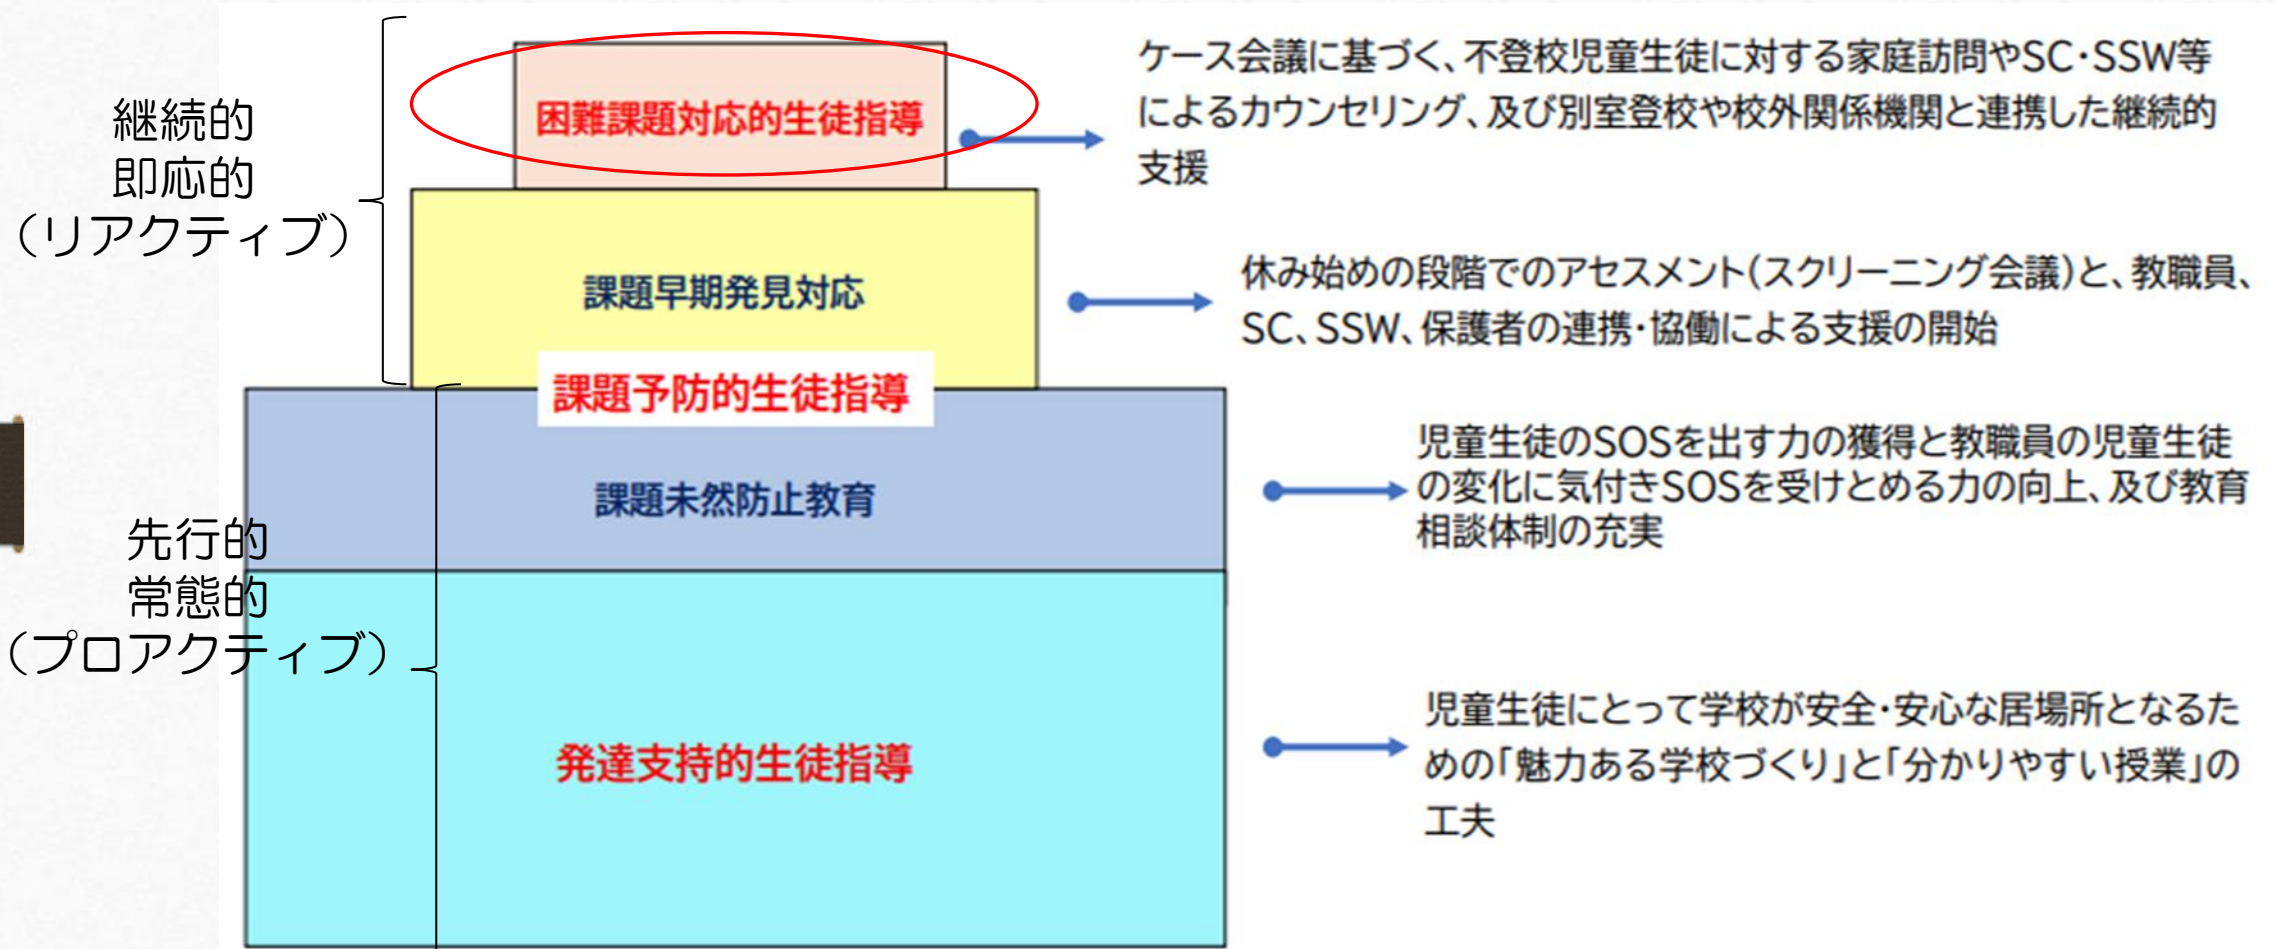 継続的
即応的
（リアクティブ）
困難課題対応的生徒指導
ケース会議に基づく、不登校児童生徒に対する家庭訪問やSC・SSW等
によるカウンセリング、及び別室登校や校外関係機関と連携した継続的
支援
課題早期発見対応
休み始めの段階でのアセスメント(スクリーニング会議)と、教職員、
SC、SSW、保護者の連携・協働による支援の開始
課題予防的生徒指導
課題未然防止教育
児童生徒のSOSを出す力の獲得と教職員の児童生徒
の変化に気付きSOSを受けとめる力の向上、及び教育
相談体制の充実
先行的
常態的
（プロアクティブ）
発達支持的生徒指導
児童生徒にとって学校が安全・安心な居場所となるた
めの「魅力ある学校づくり」と「分かりやすい授業」の
工夫